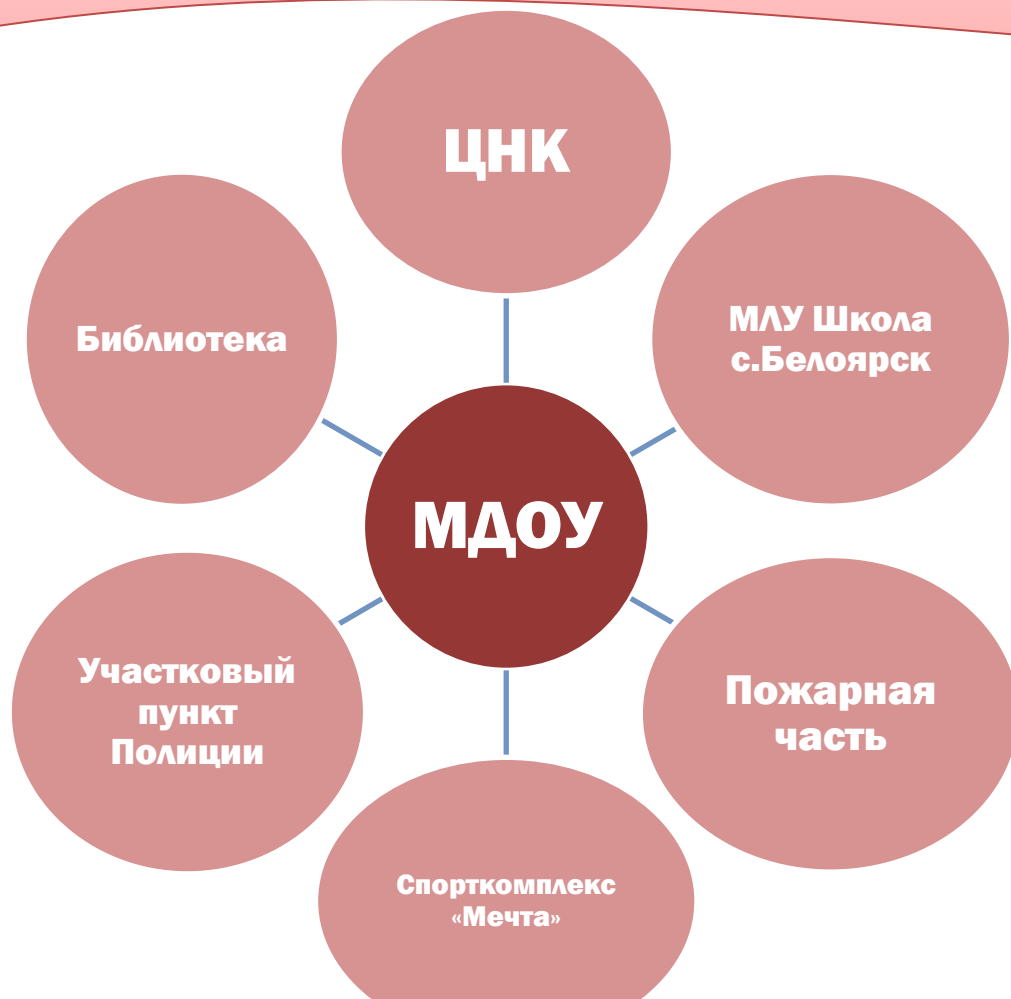 ЦНК
Библиотека
МЛУ Школа
с.Белоярск
МДОУ
Участковый
пункт
Полиции
Пожарная
часть
Спорткомплекс
«Мечта»